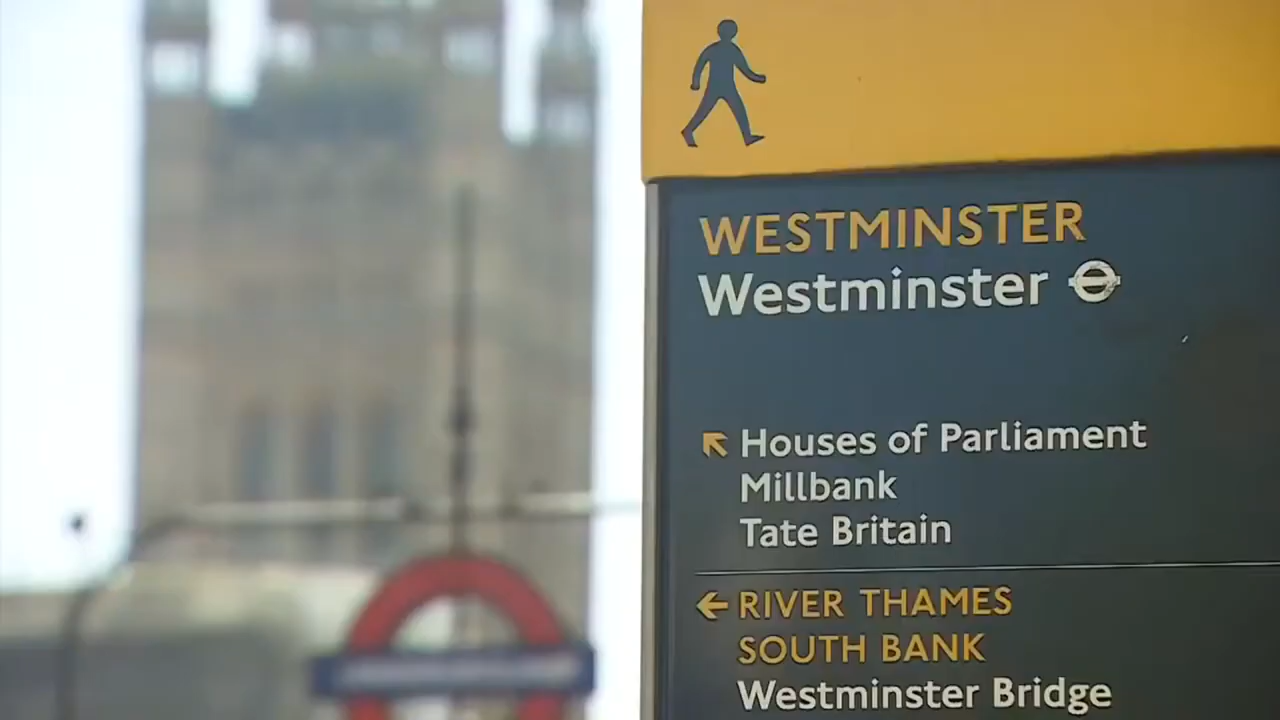 WESTMINSTER
Westminster
Houses of Parliament
Millbank
Tate Britain
RIVER THAMES
SOUTH BANK
Westminster Bridge